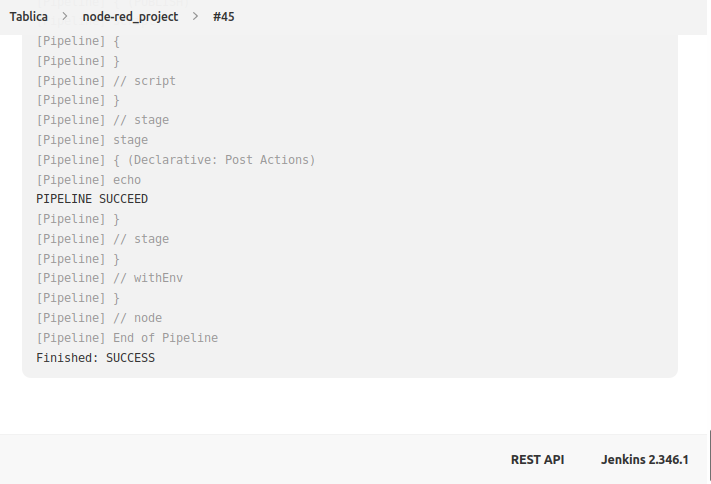 Tablica > node-red_project > #45
[Pipeline] {
[Pipeline] }
[Pipeline] // script
[Pipeline] }
[Pipeline] // stage
[Pipeline] stage
[Pipeline] { (Declarative: Post Actions)
[Pipeline] echo
PIPELINE SUCCEED
[Pipeline] }
[Pipeline] // stage
[Pipeline] }
[Pipeline] // withEnv
[Pipeline] }
[Pipeline] // node
[Pipeline] End of Pipeline
Finished: SUCCESS
REST API Jenkins 2.346.1